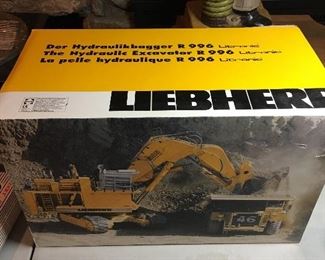 Der Hydraulikbagger R 996 Litronic
The Hydraulic Excavator R 996 Litronic
La pelle hydraulique R 996 Litronic
LIEBHERR
46